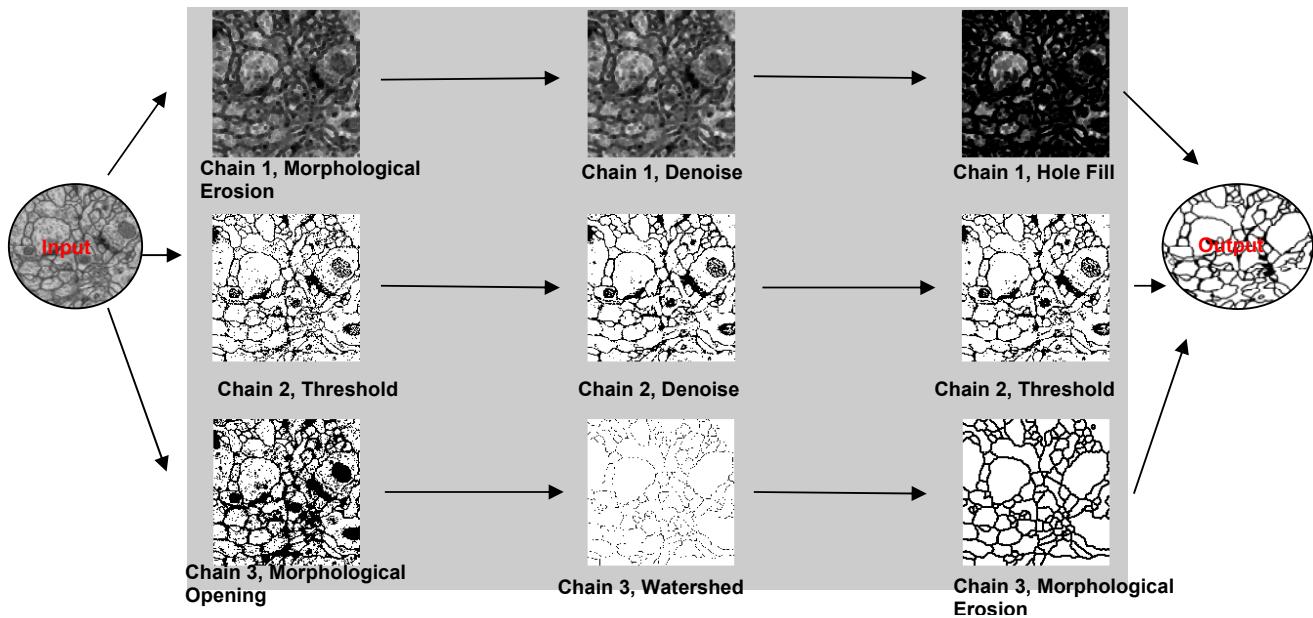 Chain 1, Morphological
Erosion
Chain 1, Denoise
Chain 1, Hole Fill
Input
Output
Chain 2, Threshold
Chain 2, Denoise
Chain 2, Threshold
Chain 3, Morphological
Opening
Chain 3, Watershed
Chain 3, Morphological
Erosion